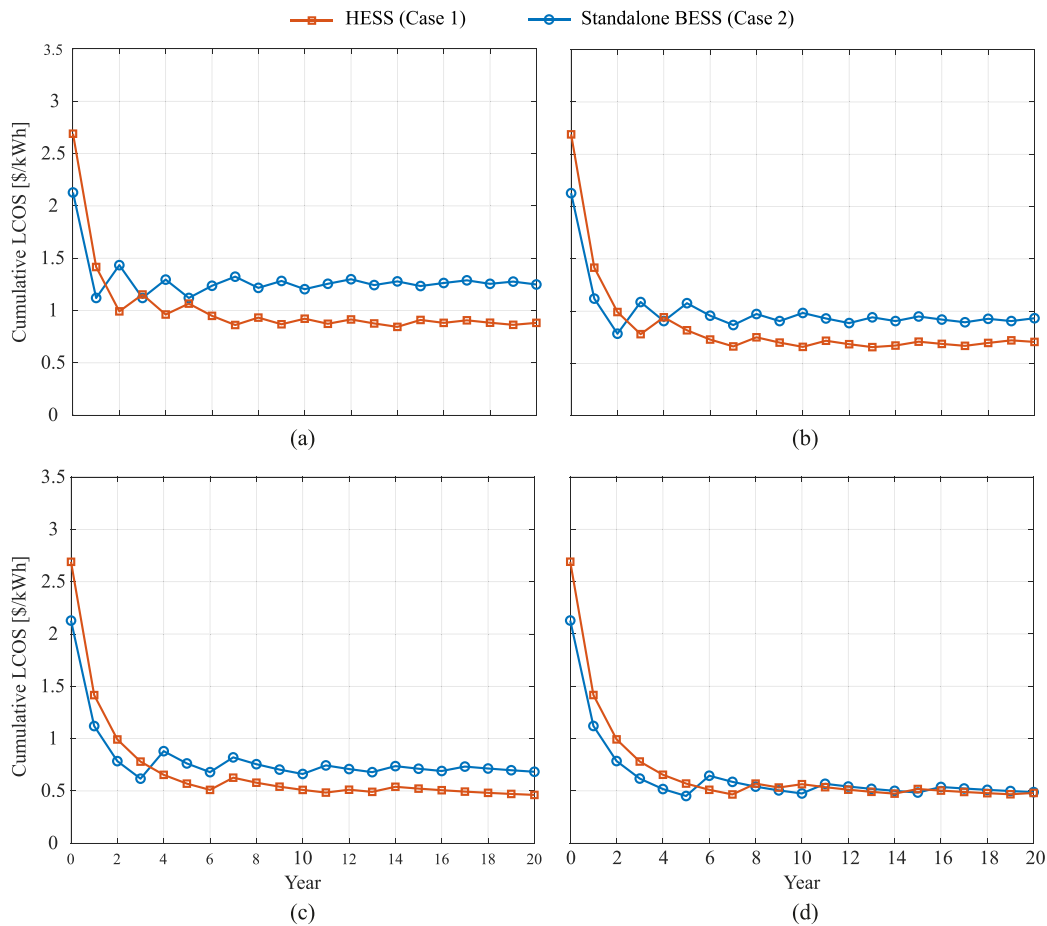 HESS (Case 1) Standalone BESS (Case 2)
3.5
3
2.5
2
1.5
1
0.5
0
Cumulative LCOS [$/kWh]
(a) (b)
3.5
3
2.5
2
1.5
1
0.5
0
Cumulative LCOS [$/kWh]
0 2 4 6 8 10 12 14 16 18 20
Year
(c)
0 2 4 6 8 10 12 14 16 18 20
Year
(d)